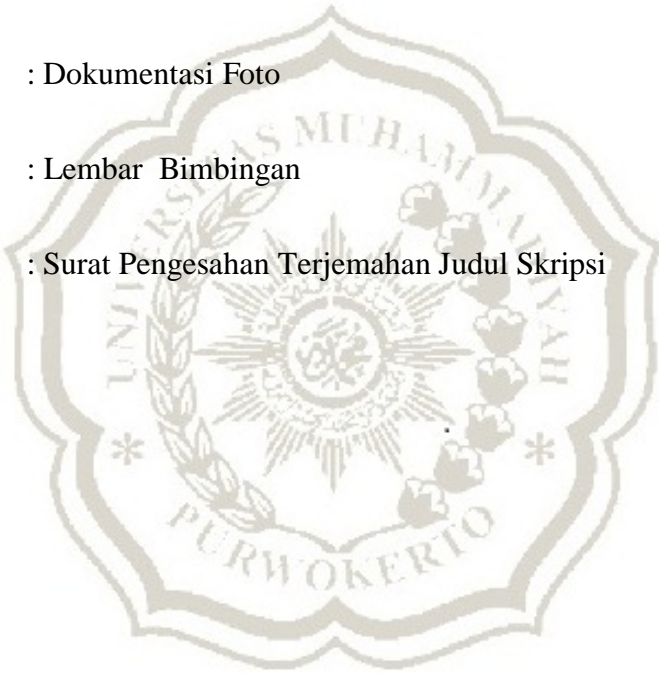 : Dokumentasi Foto
: Lembar Bimbingan
: Surat Pengesahan Terjemahan Judul Skripsi
UNIVERSITAS MUHAMMADIYAH
PURWOKERTO